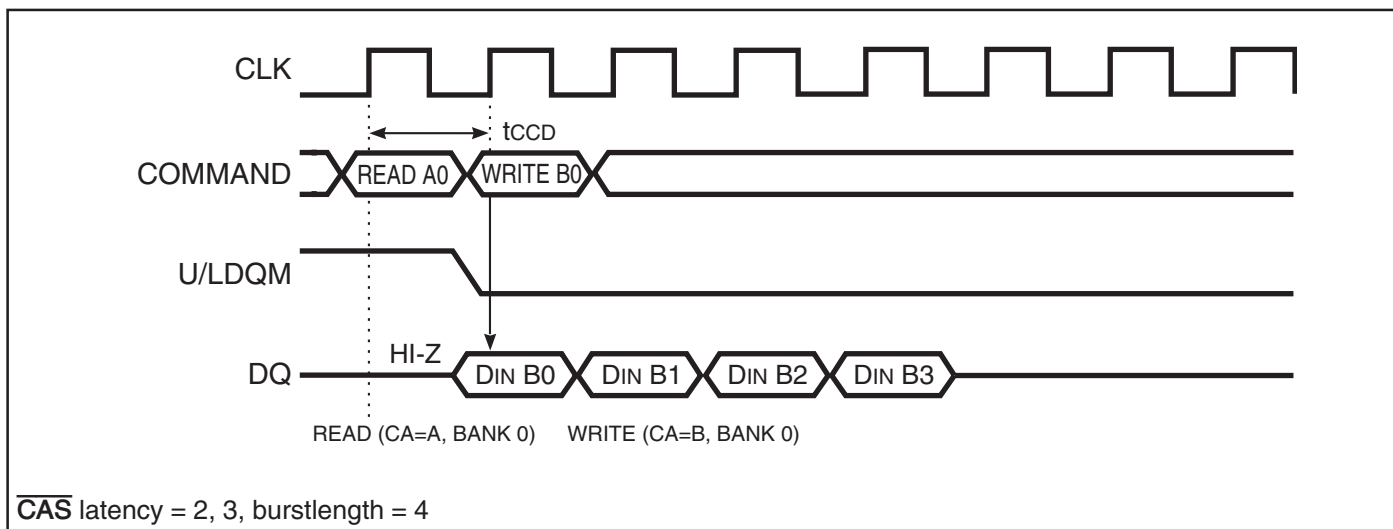 CLK
tCCD
COMMAND READ A0 WRITE B0
U/LDQM
HI-Z
DQ DIN B0 DIN B1 DIN B2 DIN B3
READ (CA=A, BANK 0) WRITE (CA=B, BANK 0)
CAS latency = 2, 3, burstlength = 4